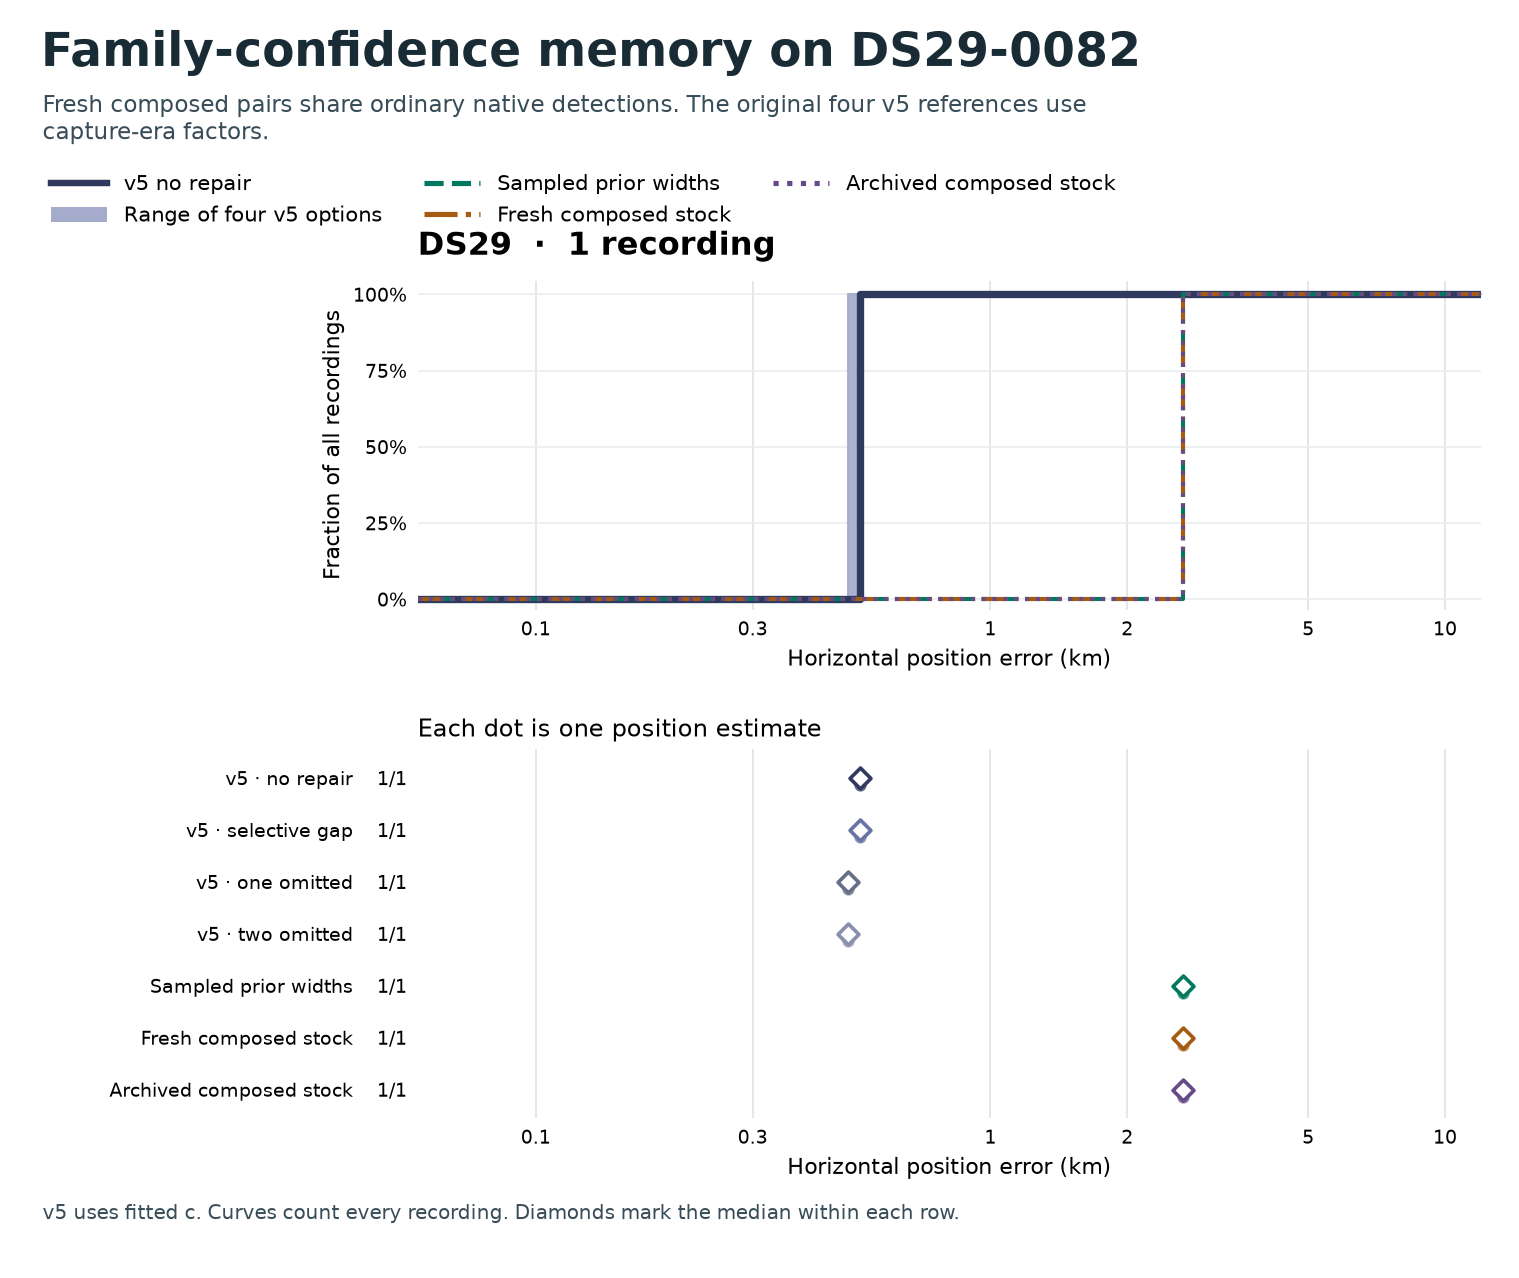 Family-confidence memory on DS29-0082
Fresh composed pairs share ordinary native detections. The original four v5 references use
capture-era factors.
v5 no repair
Range of four v5 options
Sampled prior widths
Fresh composed stock
Archived composed stock
DS29 · 1 recording
Fraction of all recordings
100%
75%
50%
25%
0%
0.1 0.3 1 2 5 10
Horizontal position error (km)
Each dot is one position estimate
v5 · no repair 1/1
v5 · selective gap 1/1
v5 · one omitted 1/1
v5 · two omitted 1/1
Sampled prior widths 1/1
Fresh composed stock 1/1
Archived composed stock 1/1
0.1 0.3 1 2 5 10
Horizontal position error (km)
v5 uses fitted c. Curves count every recording. Diamonds mark the median within each row.